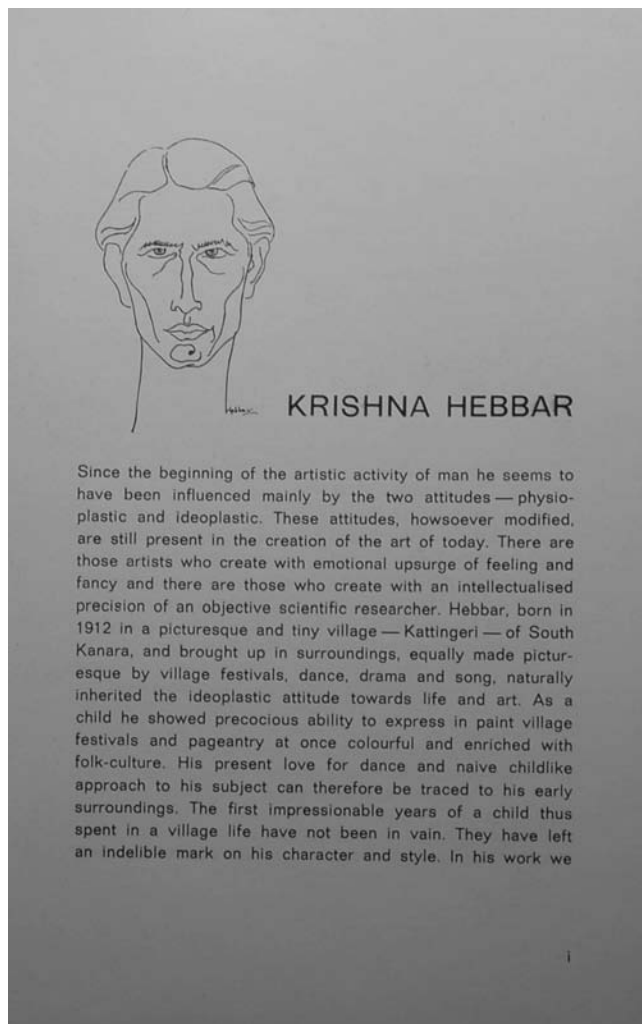 KRISHNA HEBBAR
Since the beginning of the artistic activity of man he seems to
have been influenced mainly by the two attitudes — physio-
plastic and ideoplastic. These attitudes, howsoever modified,
are still present in the creation of the art of today. There are
those artists who create with emotional upsurge of feeling and
fancy and there are those who create with an intellectualised
precision of an objective scientific researcher. Hebbar, born in
1912 in a picturesque and tiny village — Kattingeri — of South
Kanara, and brought up in surroundings, equally made pictur-
esque by village festivals, dance, drama and song, naturally
inherited the ideoplastic attitude towards life and art. As a
child he showed precocious ability to express in paint village
festivals and pageantry at once colourful and enriched with
folk-culture. His present love for dance and naive childlike
approach to his subject can therefore be traced to his early
surroundings. The first impressionable years of a child thus
spent in a village life have not been in vain. They have left
an indelible mark on his character and style. In his work we
i